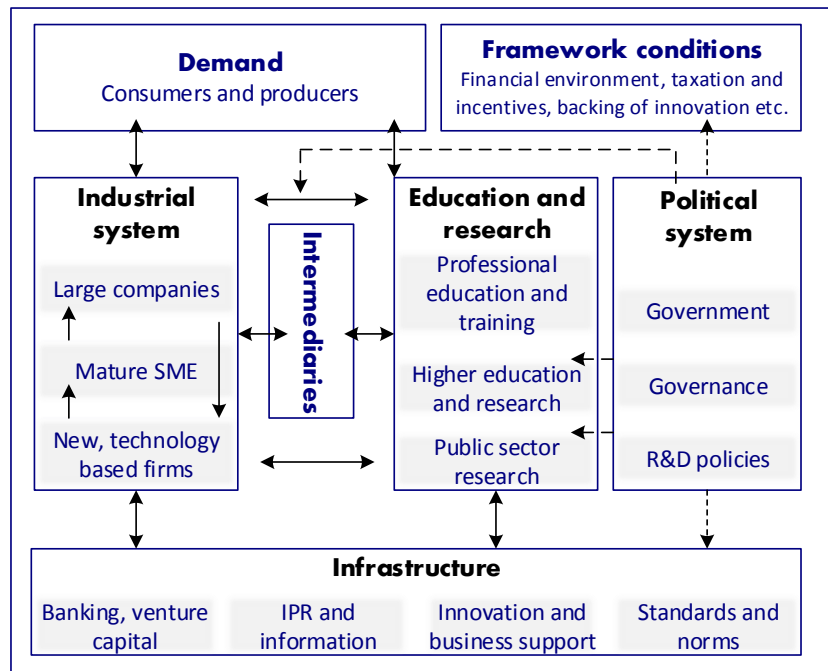 Demand
Consumers and producers
Framework conditions
Financial environment, taxation and
incentives, backing of innovation etc.
Industrial
system
Large companies
Mature SME
New, technology
based firms
Intermediaries
Education and
research
Professional
education and
training
Higher education
and research
Public sector
research
Political
system
Government
Governance
R&D policies
Infrastructure
Banking, venture
capital
IPR and
information
Innovation and
business support
Standards and
norms